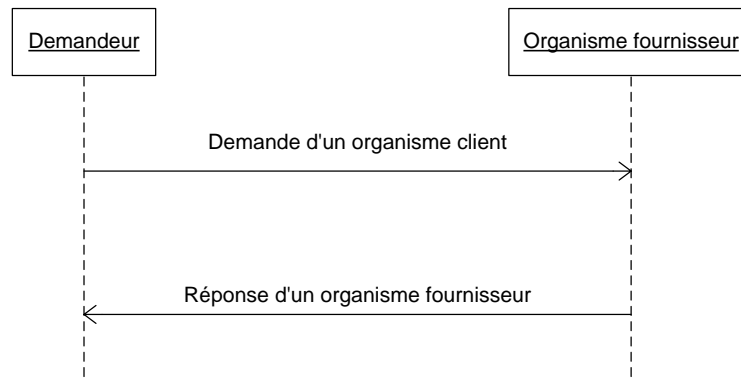 Demandeur
Organisme fournisseur
Demande d'un organisme client
Réponse d'un organisme fournisseur